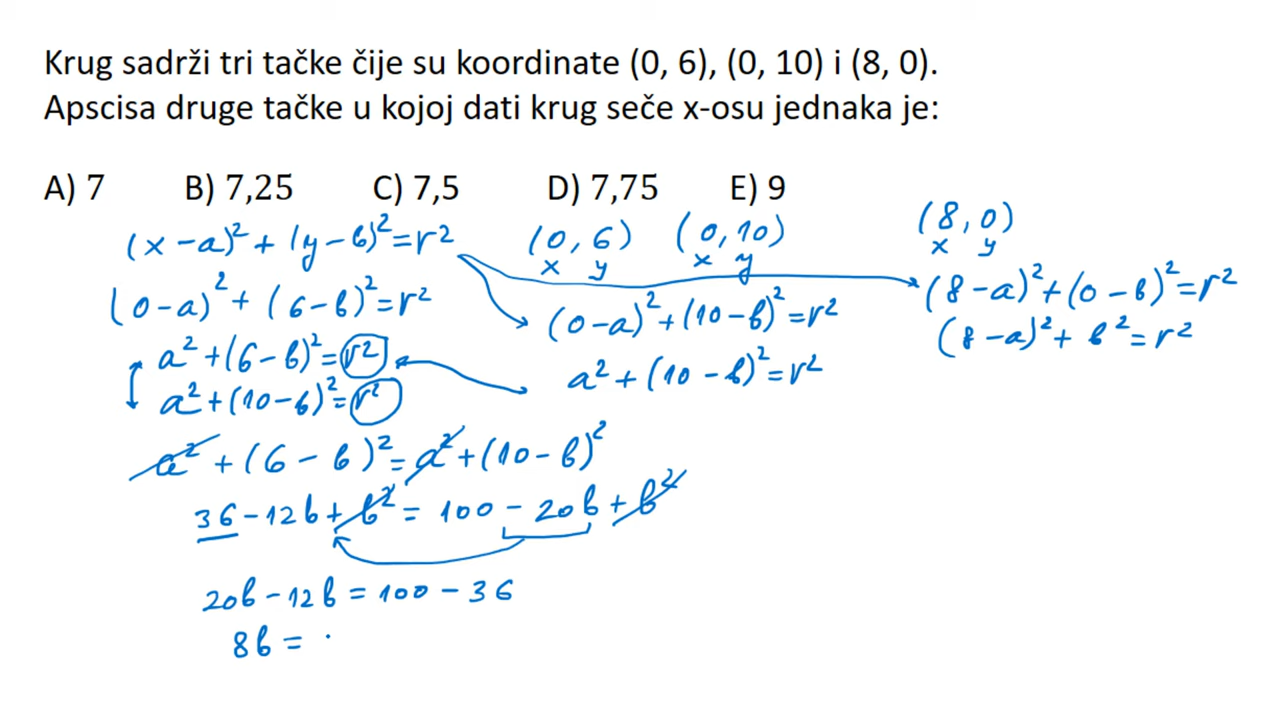 Krug sadrži tri tačke čije su koordinate (0, 6), (0, 10) i (8, 0).
Apscisa druge tačke u kojoj dati krug seče x-osu jednaka je:
A) 7 B) 7,25 C) 7,5 D) 7,75 E) 9
(x-a)²+(y-b)²=r² (0,6) (0,10) (8,0)
x y x y x y
(0-a)²+(6-b)²=r² (0-a)²+(10-b)²=r² (8-a)²+(0-b)²=r²
a²+(6-b)²=r² a²+(10-b)²=r² (8-a)²+b²=r²
a²+(10-b)²=r²
a²+(6-b)²=a²+(10-b)²
36-12b+b²=100-20b+b²
20b-12b=100-36
8b=